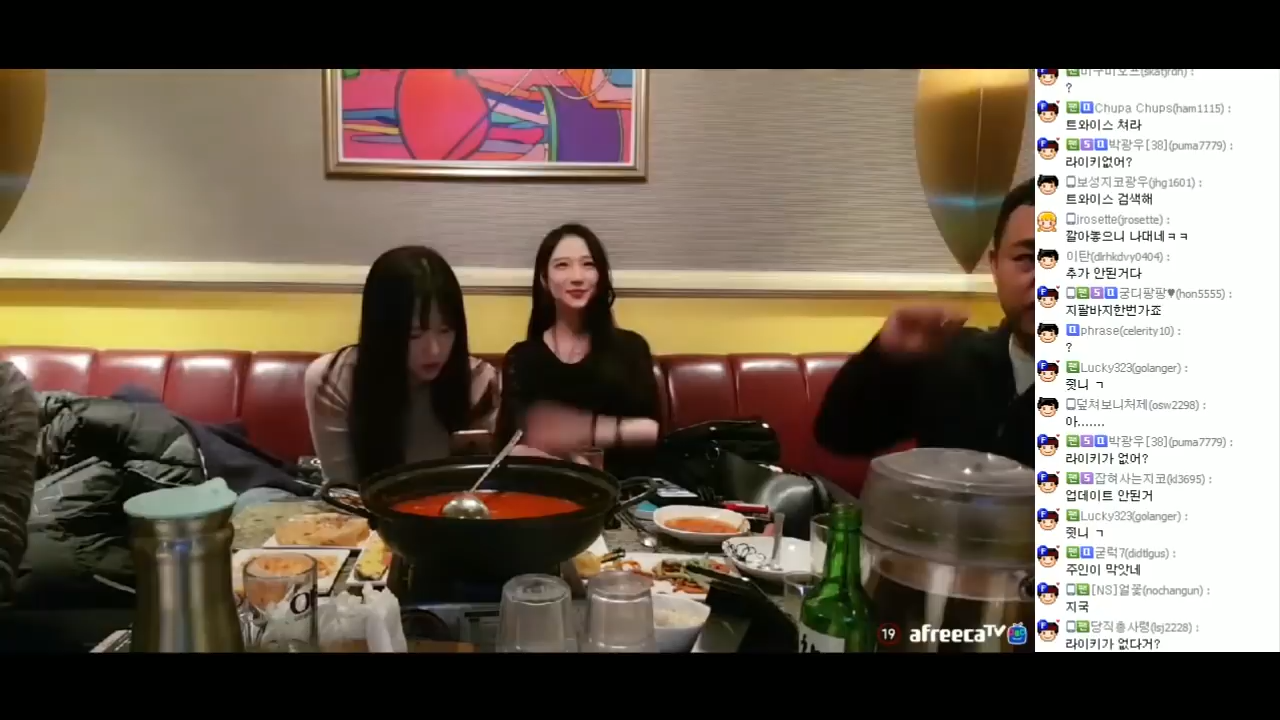 ?
Chupa Chups(ham1115) :
트와이스 쳐라
박광우[38](puma7779) :
라이키없어?
보성지코광우(jhg1601) :
트와이스 검색해
irosette(jrosette) :
깔아놓으니 나대네ㅋㅋ
이탄(dlrhkdvy0404) :
추가 안된거다
궁디팡팡♥(hon5555) :
지팔바지한번가죠
phrase(celerity10) :
?
Lucky323(golanger) :
줫니 ㄱ
덮쳐보니처제(osw2298) :
아.......
박광우[38](puma7779) :
라이키가 없어?
잡혀사는지코(kl3695) :
업데이트 안된거
Lucky323(golanger) :
줫니 ㄱ
굳럭7(didtlgus) :
주인이 막앗네
[NS]얼꽃(nochangun) :
지국
당직홍사령(lsj2228) :
라이키가 없다거?
19 afreecaTV